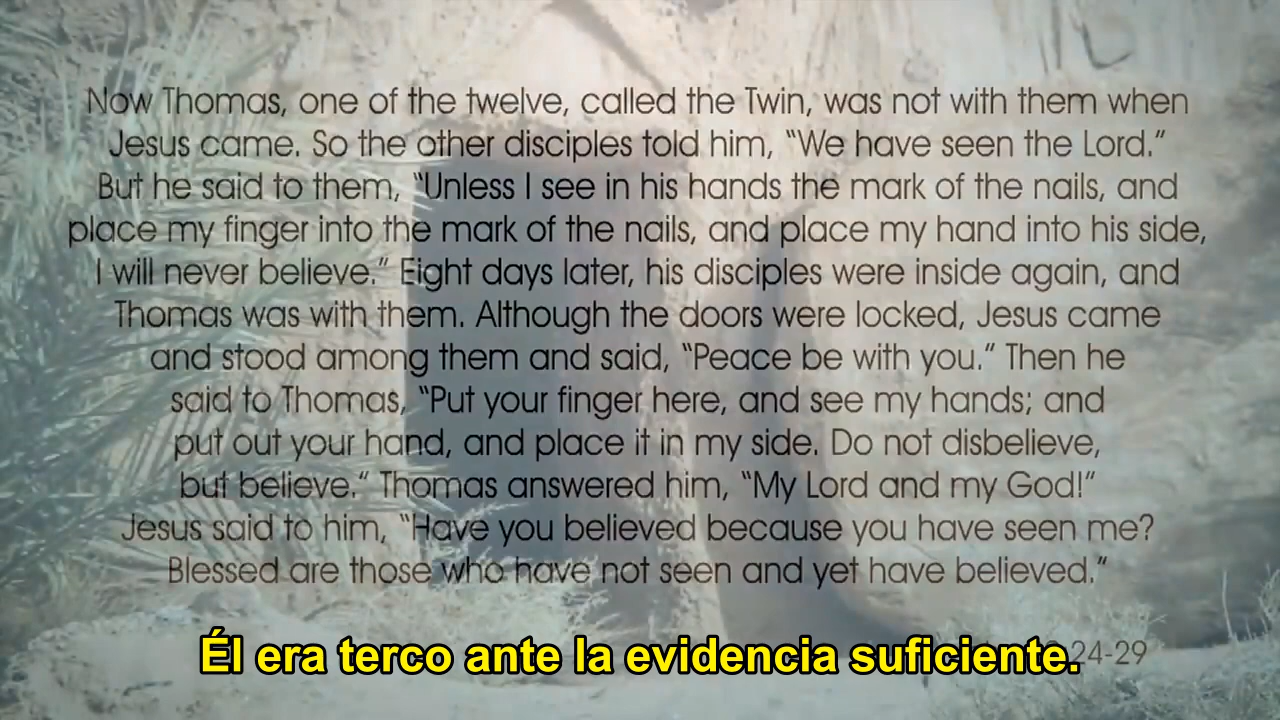 Now Thomas, one of the twelve, called the Twin, was not with them when
Jesus came. So the other disciples told him, “We have seen the Lord.”
But he said to them, “Unless I see in his hands the mark of the nails, and
place my finger into the mark of the nails, and place my hand into his side,
I will never believe.” Eight days later, his disciples were inside again, and
Thomas was with them. Although the doors were locked, Jesus came
and stood among them and said, “Peace be with you.” Then he
said to Thomas, “Put your finger here, and see my hands; and
put out your hand, and place it in my side. Do not disbelieve,
but believe.” Thomas answered him, “My Lord and my God!”
Jesus said to him, “Have you believed because you have seen me?
Blessed are those who have not seen and yet have believed.”
24-29
Él era terco ante la evidencia suficiente.